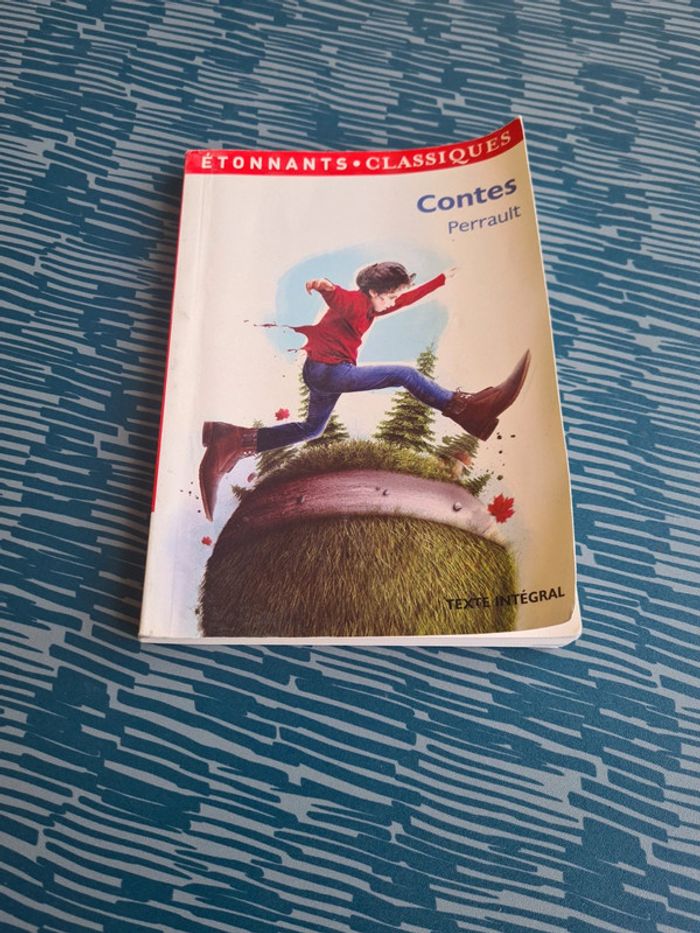 ÉTONNANTS • CLASSIQUES
Contes
Perrault
TEXTE INTÉGRAL